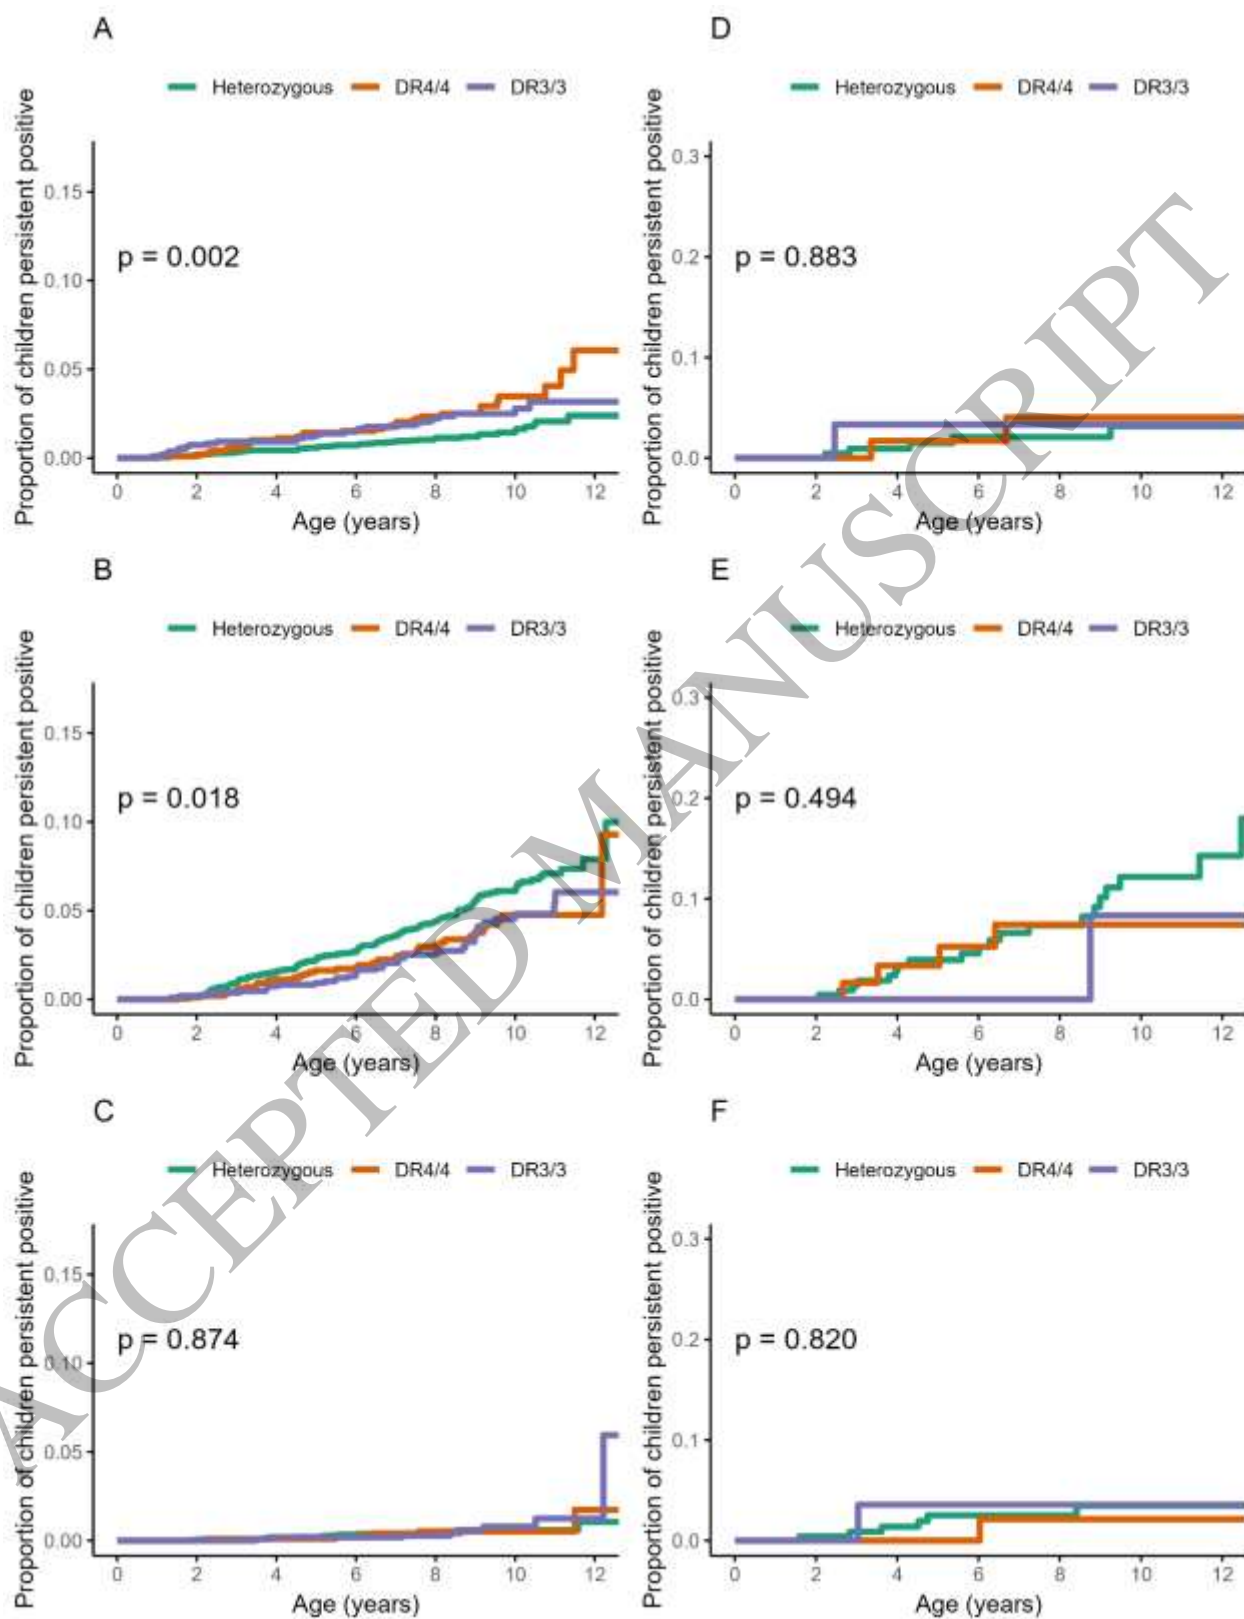 A
Heterozygous DR4/4 DR3/3
Proportion of children persistent positive
0.15
0.10
0.05
0.00
p = 0.002
0 2 4 6 8 10 12
Age (years)
D
Heterozygous DR4/4 DR3/3
Proportion of children persistent positive
0.3
0.2
0.1
0.0
p = 0.883
0 2 4 6 8 10 12
Age (years)
B
Heterozygous DR4/4 DR3/3
Proportion of children persistent positive
0.15
0.10
0.05
0.00
p = 0.018
0 2 4 6 8 10 12
Age (years)
E
Heterozygous DR4/4 DR3/3
Proportion of children persistent positive
0.3
0.2
0.1
0.0
p = 0.494
0 2 4 6 8 10 12
Age (years)
C
Heterozygous DR4/4 DR3/3
Proportion of children persistent positive
0.15
0.10
0.05
0.00
p = 0.874
0 2 4 6 8 10 12
Age (years)
F
Heterozygous DR4/4 DR3/3
Proportion of children persistent positive
0.3
0.2
0.1
0.0
p = 0.820
0 2 4 6 8 10 12
Age (years)
ACCEPTED MANUSCRIPT